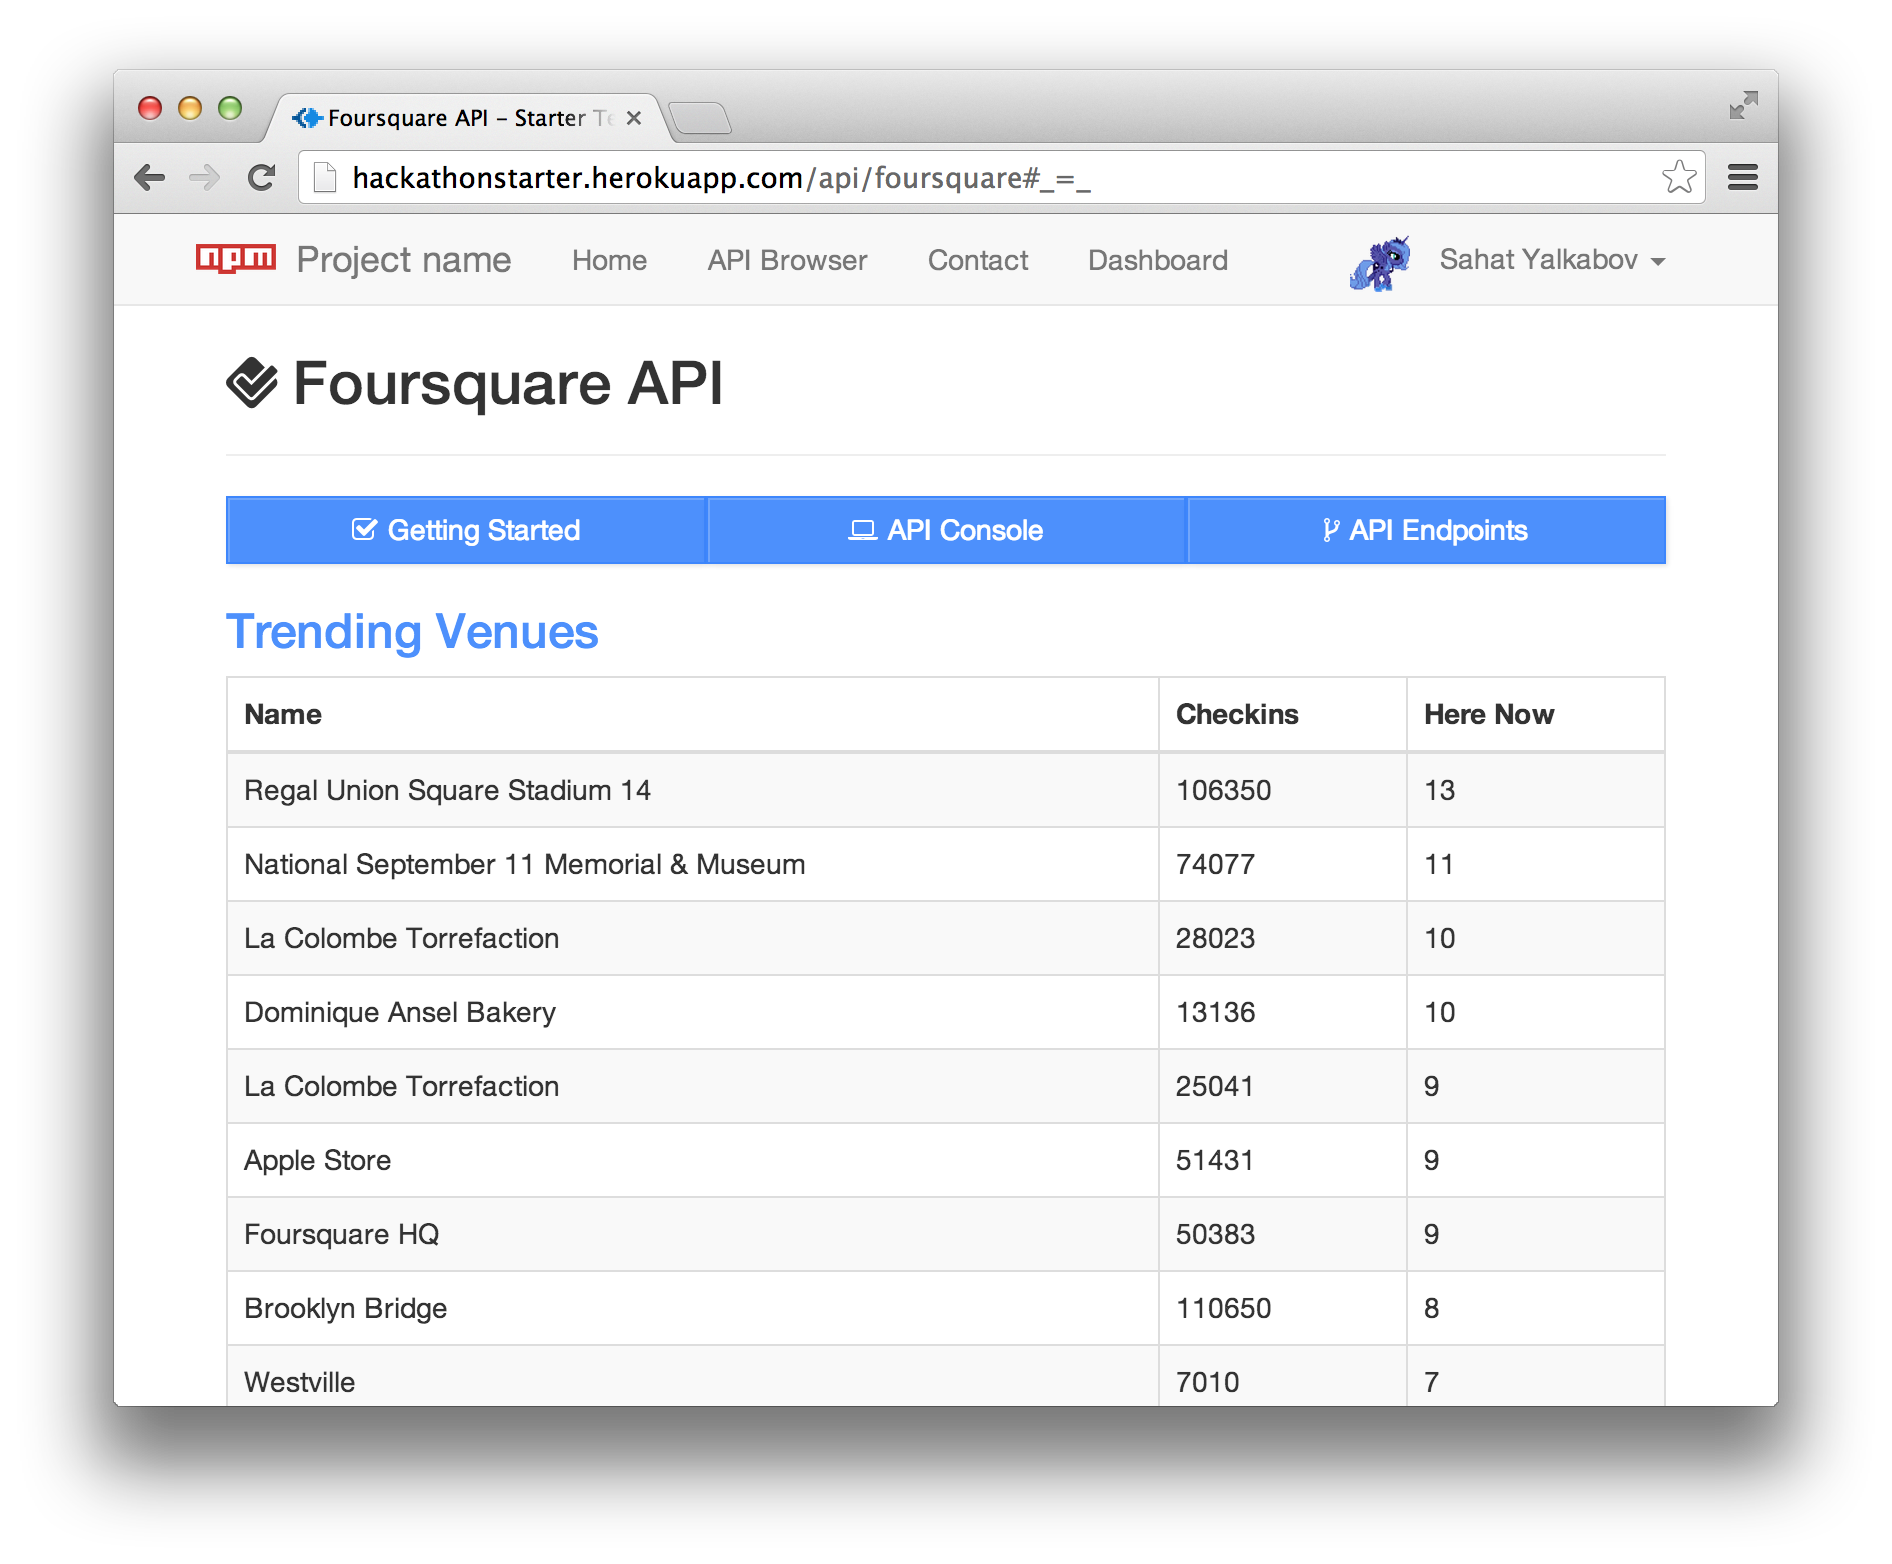 Foursquare API – Starter Te
hackathonstarter.herokuapp.com/api/foursquare#_=_
npm Project name Home API Browser Contact Dashboard Sahat Yalkabov
Foursquare API
Getting Started API Console API Endpoints
Trending Venues
Name Checkins Here Now
Regal Union Square Stadium 14 106350 13
National September 11 Memorial & Museum 74077 11
La Colombe Torrefaction 28023 10
Dominique Ansel Bakery 13136 10
La Colombe Torrefaction 25041 9
Apple Store 51431 9
Foursquare HQ 50383 9
Brooklyn Bridge 110650 8
Westville 7010 7